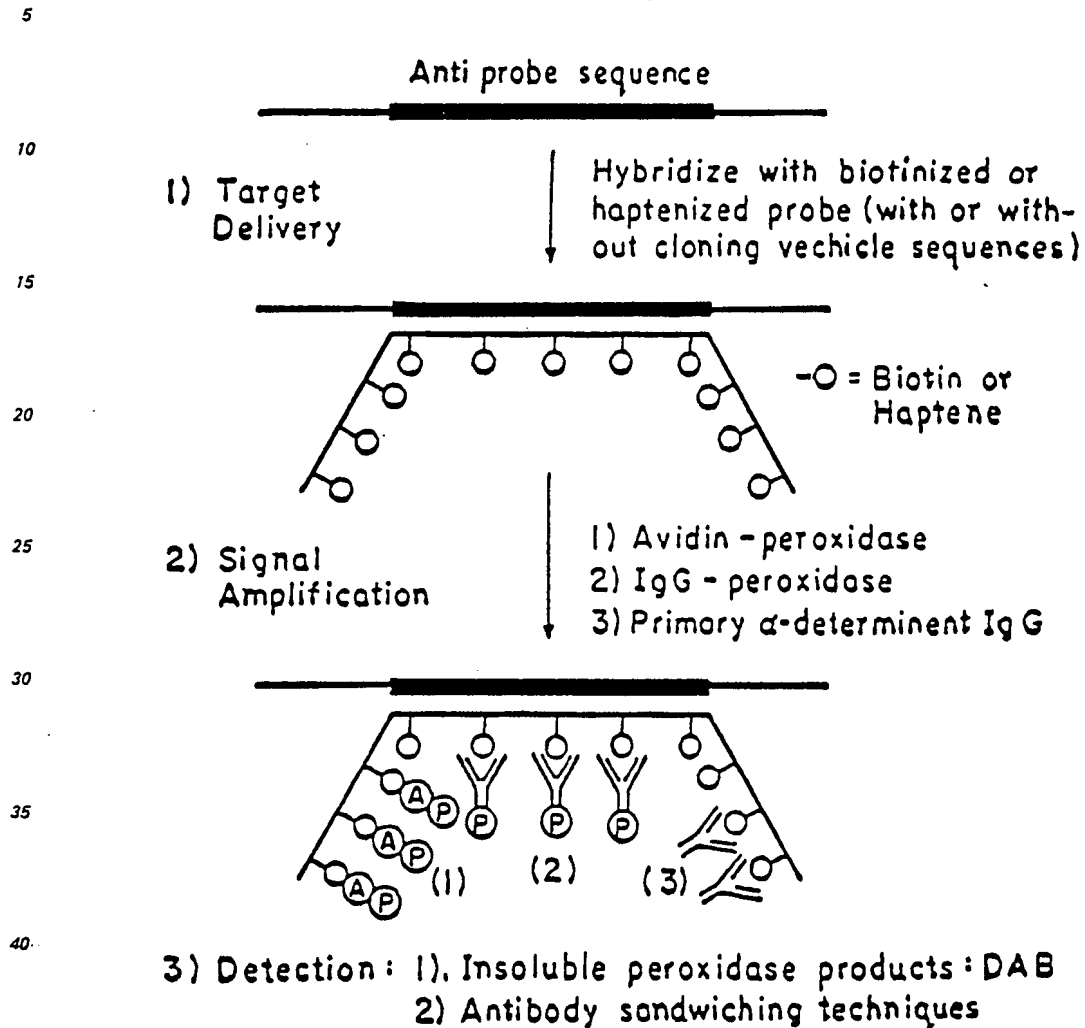 5
Anti probe sequence
10
1) Target
Delivery
Hybridize with biotinized or
haptenized probe (with or with-
out cloning vechicle sequences)
15
-O = Biotin or
Haptene
20
25
2) Signal
Amplification
1) Avidin-peroxidase
2) IgG - peroxidase
3) Primary α-determinent IgG
30
A P P P P
35
A P (1) (2) (3)
A P
40
3) Detection: 1). Insoluble peroxidase products: DAB
2) Antibody sandwiching techniques